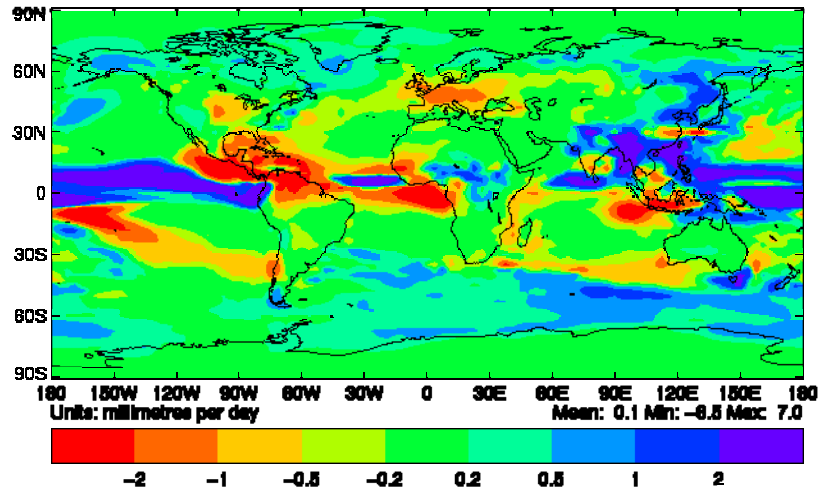 90N
60N
30N
0
30S
60S
90S
180 150W 120W 90W 60W 30W 0 30E 60E 90E 120E 150E 180
Units: millimetres per day Mean: 0.1 Min: −6.5 Max: 7.0
−2 −1 −0.5 −0.2 0.2 0.5 1 2